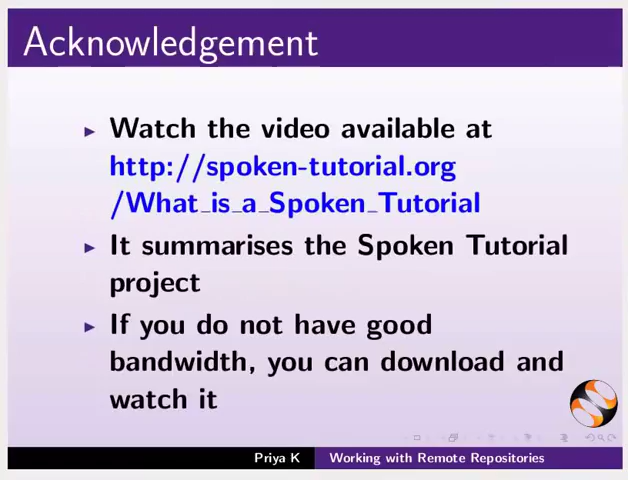 Acknowledgement
Watch the video available at
http://spoken-tutorial.org
/What_is_a_Spoken_Tutorial
It summarises the Spoken Tutorial
project
If you do not have good
bandwidth, you can download and
watch it
Priya K Working with Remote Repositories